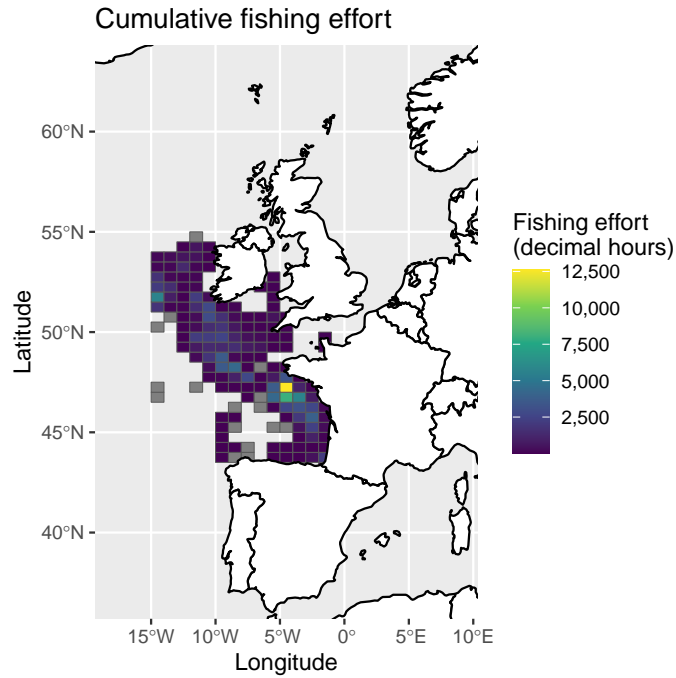 Cumulative fishing effort
60°N
55°N
50°N
45°N
40°N
Latitude
15°W 10°W 5°W 0° 5°E 10°E
Longitude
Fishing effort
(decimal hours)
12,500
10,000
7,500
5,000
2,500